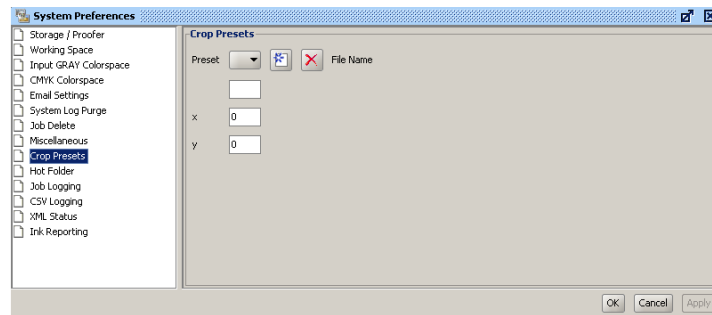 System Preferences
Storage / Proofer
Working Space
Input GRAY Colorspace
CMYK Colorspace
Email Settings
System Log Purge
Job Delete
Miscellaneous
Crop Presets
Hot Folder
Job Logging
CSV Logging
XML Status
Ink Reporting
Crop Presets
Preset File Name
x 0
y 0
OK Cancel Apply